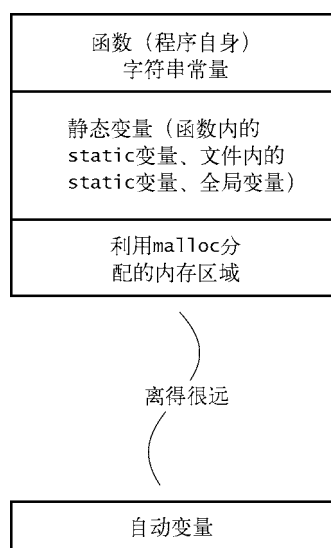 函数（程序自身）
字符串常量
静态变量（函数内的
static变量、文件内的
static变量、全局变量）
利用malloc分
配的内存区域
离得很远
自动变量